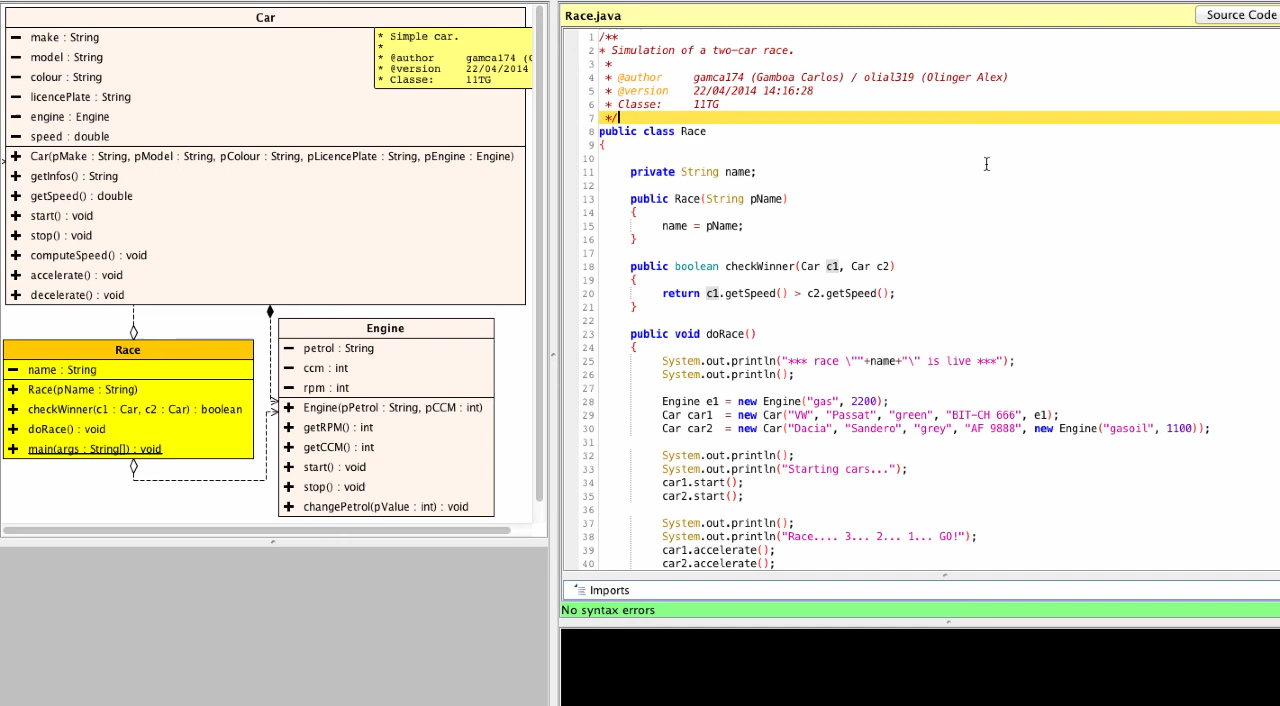 Car
make : String
model : String
colour : String
licencePlate : String
engine : Engine
speed : double
* Simple car.
*
* @author gamca174 (
* @version 22/04/2014
* Classe: 11TG
Car(pMake : String, pModel : String, pColour : String, pLicencePlate : String, pEngine : Engine)
getInfos() : String
getSpeed() : double
start() : void
stop() : void
computeSpeed() : void
accelerate() : void
decelerate() : void
Race
name : String
Race(pName : String)
checkWinner(c1 : Car, c2 : Car) : boolean
doRace() : void
main(args : String[]) : void
Engine
petrol : String
ccm : int
rpm : int
Engine(pPetrol : String, pCCM : int)
getRPM() : int
getCCM() : int
start() : void
stop() : void
changePetrol(pValue : int) : void
Race.java
Source Code
1 /**
2 * Simulation of a two-car race.
3 *
4 * @author gamca174 (Gamboa Carlos) / olial319 (Olinger Alex)
5 * @version 22/04/2014 14:16:28
6 * Classe: 11TG
7 */
8 public class Race
9 {
10
11 private String name;
12
13 public Race(String pName)
14 {
15 name = pName;
16 }
17
18 public boolean checkWinner(Car c1, Car c2)
19 {
20 return c1.getSpeed() > c2.getSpeed();
21 }
22
23 public void doRace()
24 {
25 System.out.println("*** race \""+name+"\" is live ***");
26 System.out.println();
27
28 Engine e1 = new Engine("gas", 2200);
29 Car car1 = new Car("VW", "Passat", "green", "BIT-CH 666", e1);
30 Car car2 = new Car("Dacia", "Sandero", "grey", "AF 9888", new Engine("gasoil", 1100));
31
32 System.out.println();
33 System.out.println("Starting cars...");
34 car1.start();
35 car2.start();
36
37 System.out.println();
38 System.out.println("Race.... 3... 2... 1... GO!");
39 car1.accelerate();
40 car2.accelerate();
Imports
No syntax errors